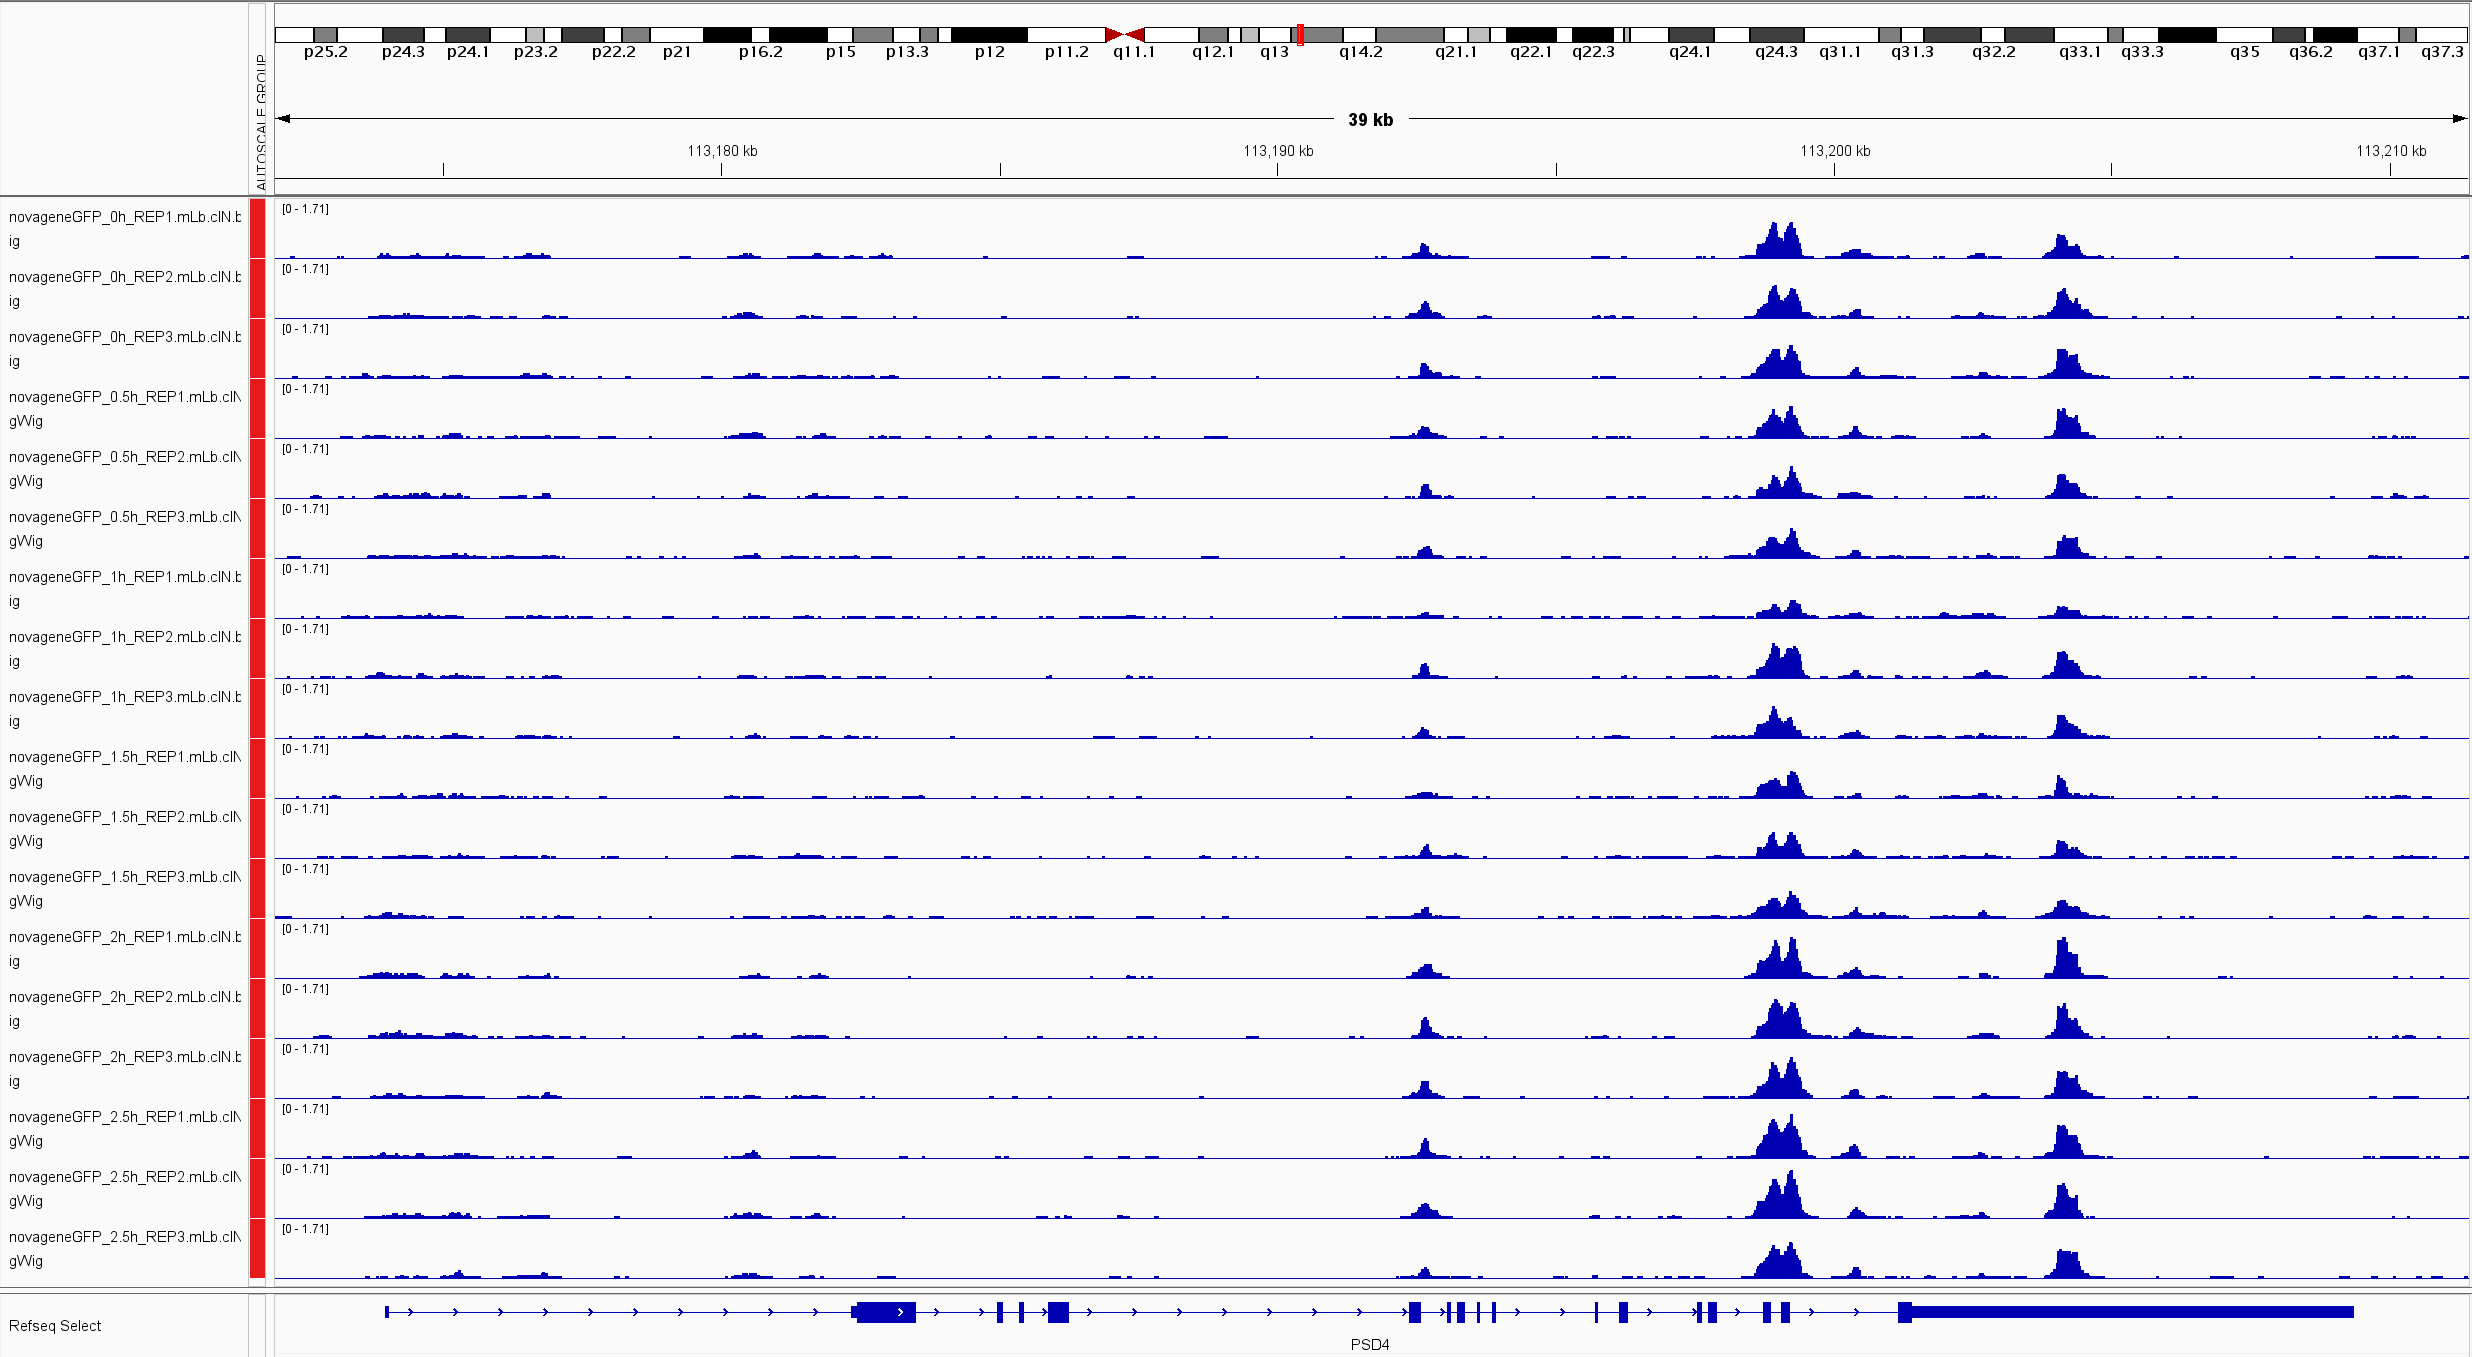 p25.2 p24.3 p24.1 p23.2 p22.2 p21 p16.2 p15 p13.3 p12 p11.2 q11.1 q12.1 q13 q14.2 q21.1 q22.1 q22.3 q24.1 q24.3 q31.1 q31.3 q32.2 q33.1 q33.3 q35 q36.2 q37.1 q37.3
AUTOSCALE GROUP
39 kb
113,180 kb 113,190 kb 113,200 kb 113,210 kb
novageneGFP_0h_REP1.mLb.clN.b [0 - 1.71]
ig
novageneGFP_0h_REP2.mLb.clN.b [0 - 1.71]
ig
novageneGFP_0h_REP3.mLb.clN.b [0 - 1.71]
ig
novageneGFP_0.5h_REP1.mLb.clN [0 - 1.71]
gWig
novageneGFP_0.5h_REP2.mLb.clN [0 - 1.71]
gWig
novageneGFP_0.5h_REP3.mLb.clN [0 - 1.71]
gWig
novageneGFP_1h_REP1.mLb.clN.b [0 - 1.71]
ig
novageneGFP_1h_REP2.mLb.clN.b [0 - 1.71]
ig
novageneGFP_1h_REP3.mLb.clN.b [0 - 1.71]
ig
novageneGFP_1.5h_REP1.mLb.clN [0 - 1.71]
gWig
novageneGFP_1.5h_REP2.mLb.clN [0 - 1.71]
gWig
novageneGFP_1.5h_REP3.mLb.clN [0 - 1.71]
gWig
novageneGFP_2h_REP1.mLb.clN.b [0 - 1.71]
ig
novageneGFP_2h_REP2.mLb.clN.b [0 - 1.71]
ig
novageneGFP_2h_REP3.mLb.clN.b [0 - 1.71]
ig
novageneGFP_2.5h_REP1.mLb.clN [0 - 1.71]
gWig
novageneGFP_2.5h_REP2.mLb.clN [0 - 1.71]
gWig
novageneGFP_2.5h_REP3.mLb.clN [0 - 1.71]
gWig
Refseq Select
PSD4